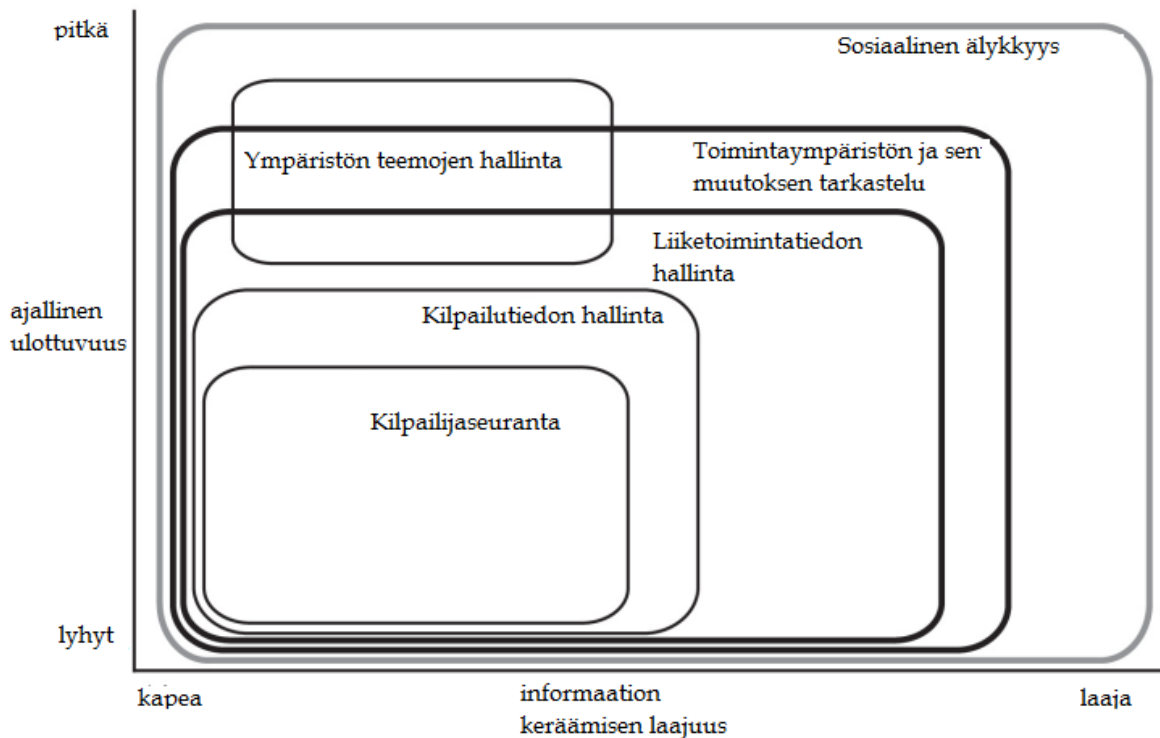 pitkä
Sosiaalinen älykkyys
Ympäristön teemojen hallinta
Toimintaympäristön ja sen
muutoksen tarkastelu
Liiketoimintatiedon
hallinta
ajallinen
ulottuvuus
Kilpailutiedon hallinta
Kilpailijaseuranta
lyhyt
kapea
informaation
keräämisen laajuus
laaja